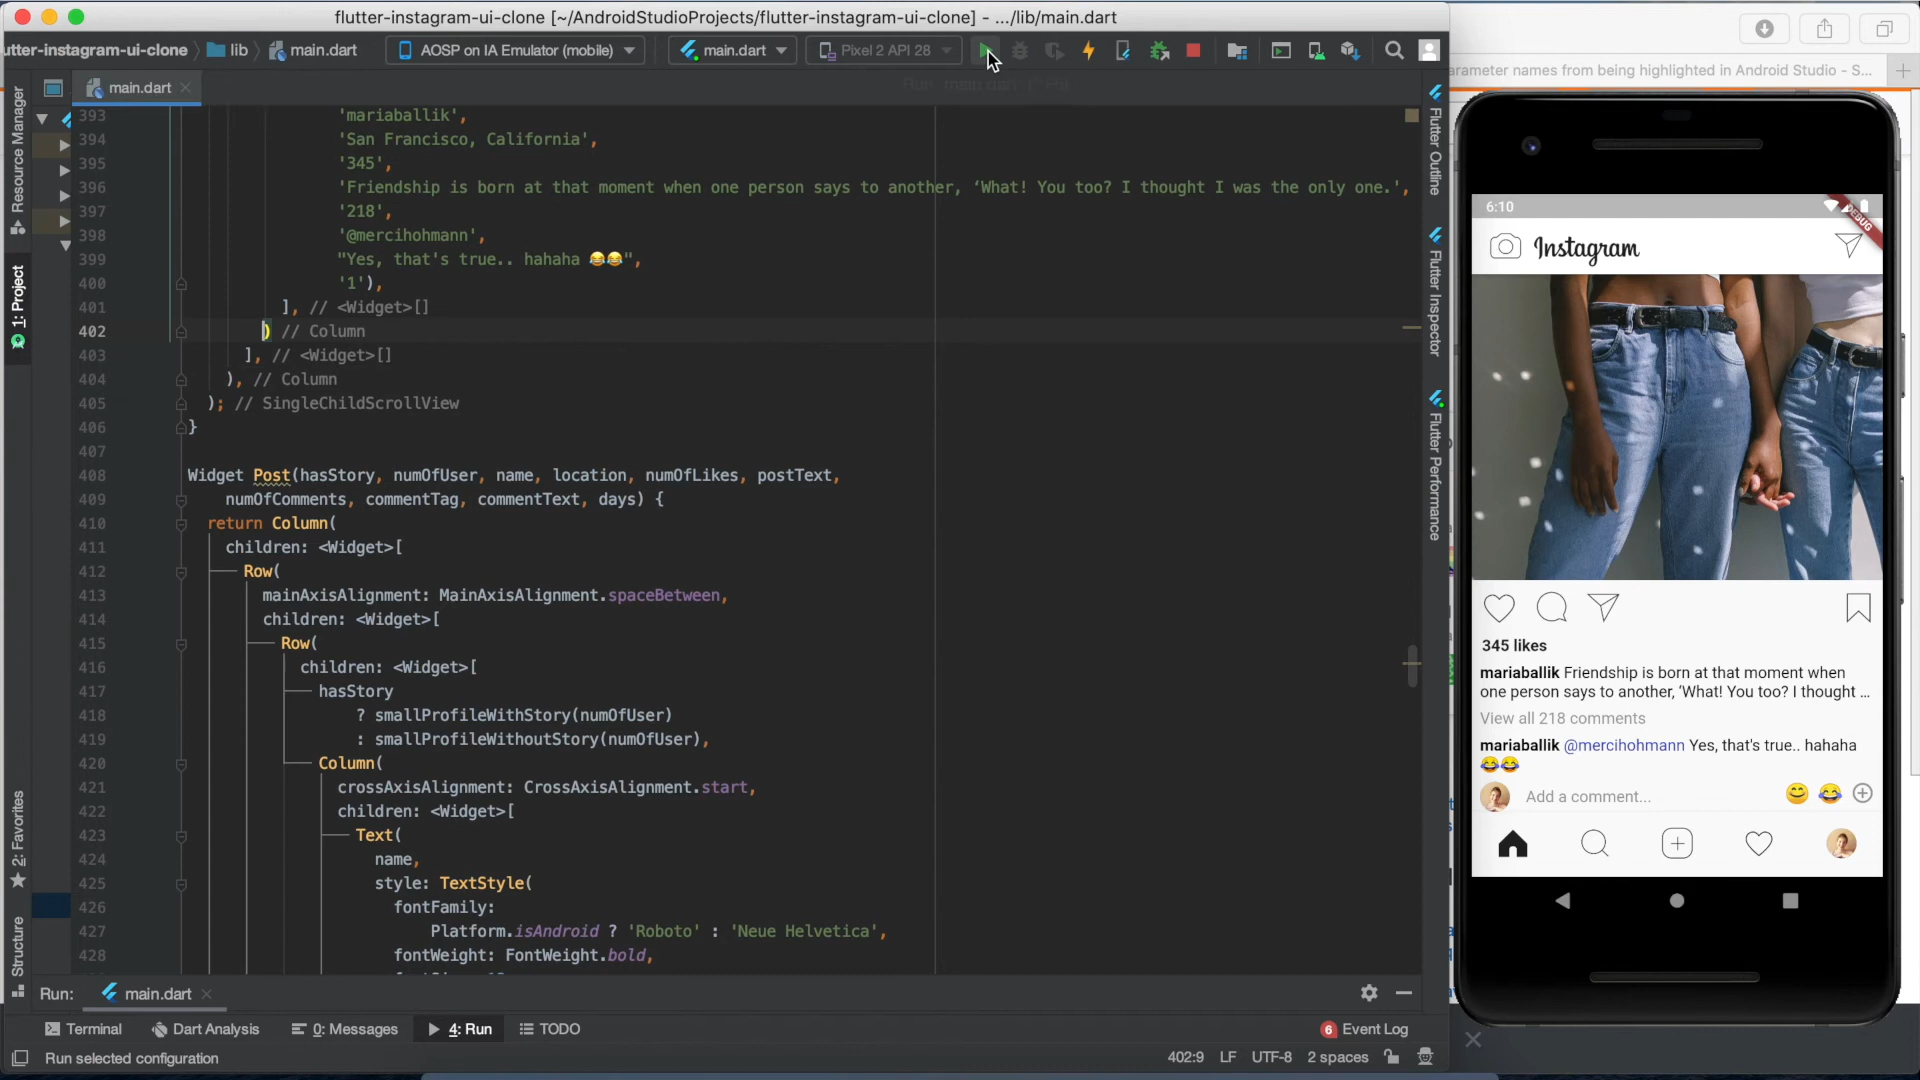 flutter-instagram-ui-clone [~/AndroidStudioProjects/flutter-instagram-ui-clone] - .../lib/main.dart
utter-instagram-ui-clone
lib
main.dart
AOSP on IA Emulator (mobile)
main.dart
Pixel 2 API 28
arameter names from being highlighted in Android Studio - S...
main.dart
Resource Manager
1: Project
2: Favorites
Structure
Flutter Outline
Flutter Inspector
Flutter Performance
393 'mariaballik',
394 'San Francisco, California',
395 '345',
396 'Friendship is born at that moment when one person says to another, ‘What! You too? I thought I was the only one.',
397 '218',
398 '@mercihohmann',
399 "Yes, that's true.. hahaha 😂😂",
400 '1'),
401 ], // <Widget>[]
402 ) // Column
403 ], // <Widget>[]
404 ), // Column
405 ); // SingleChildScrollView
406 }
407
408 Widget Post(hasStory, numOfUser, name, location, numOfLikes, postText,
409 numOfComments, commentTag, commentText, days) {
410 return Column(
411 children: <Widget>[
412 Row(
413 mainAxisAlignment: MainAxisAlignment.spaceBetween,
414 children: <Widget>[
415 Row(
416 children: <Widget>[
417 hasStory
418 ? smallProfileWithStory(numOfUser)
419 : smallProfileWithoutStory(numOfUser),
420 Column(
421 crossAxisAlignment: CrossAxisAlignment.start,
422 children: <Widget>[
423 Text(
424 name,
425 style: TextStyle(
426 fontFamily:
427 Platform.isAndroid ? 'Roboto' : 'Neue Helvetica',
428 fontWeight: FontWeight.bold,
Run: main.dart
Terminal
Dart Analysis
0: Messages
4: Run
TODO
6 Event Log
Run selected configuration
402:9 LF UTF-8 2 spaces
6:10
DEBUG
Instagram
345 likes
mariaballik Friendship is born at that moment when
one person says to another, ‘What! You too? I thought ...
View all 218 comments
mariaballik @mercihohmann Yes, that's true.. hahaha
😂😂
Add a comment...